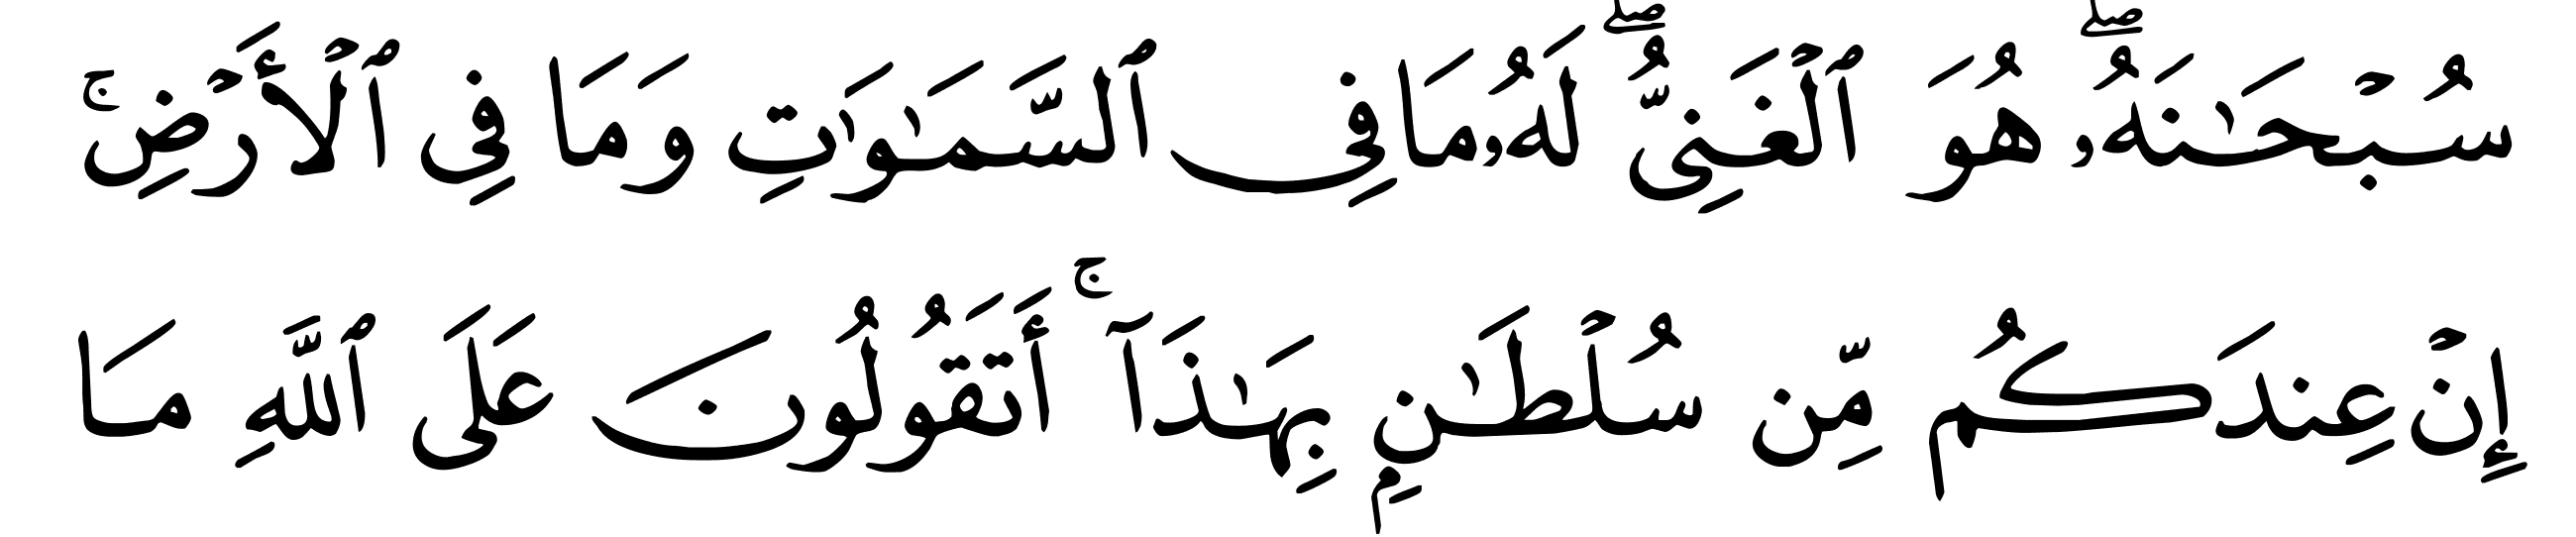 سُبۡحَٰنَهُۥۖ هُوَ ٱلۡغَنِيُّۖ لَهُۥ مَا فِي ٱلسَّمَٰوَٰتِ وَمَا فِي ٱلۡأَرۡضِۚ
إِنۡ عِندَكُم مِّن سُلۡطَٰنِۭ بِهَٰذَآۚ أَتَقُولُونَ عَلَى ٱللَّهِ مَا